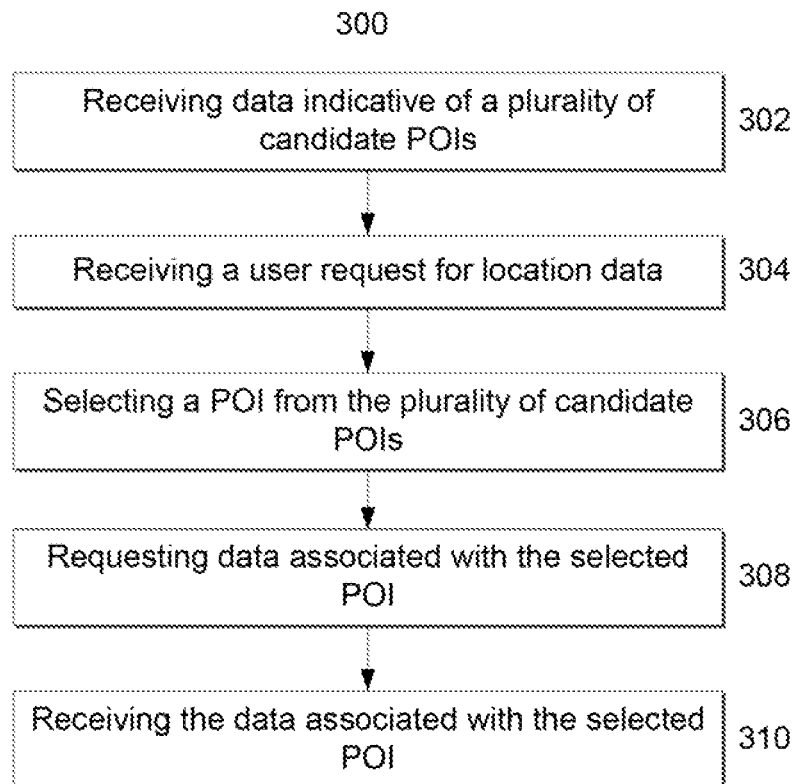 300
Receiving data indicative of a plurality of
candidate POIs
302
Receiving a user request for location data
304
Selecting a POI from the plurality of candidate
POIs
306
Requesting data associated with the selected
POI
308
Receiving the data associated with the selected
POI
310